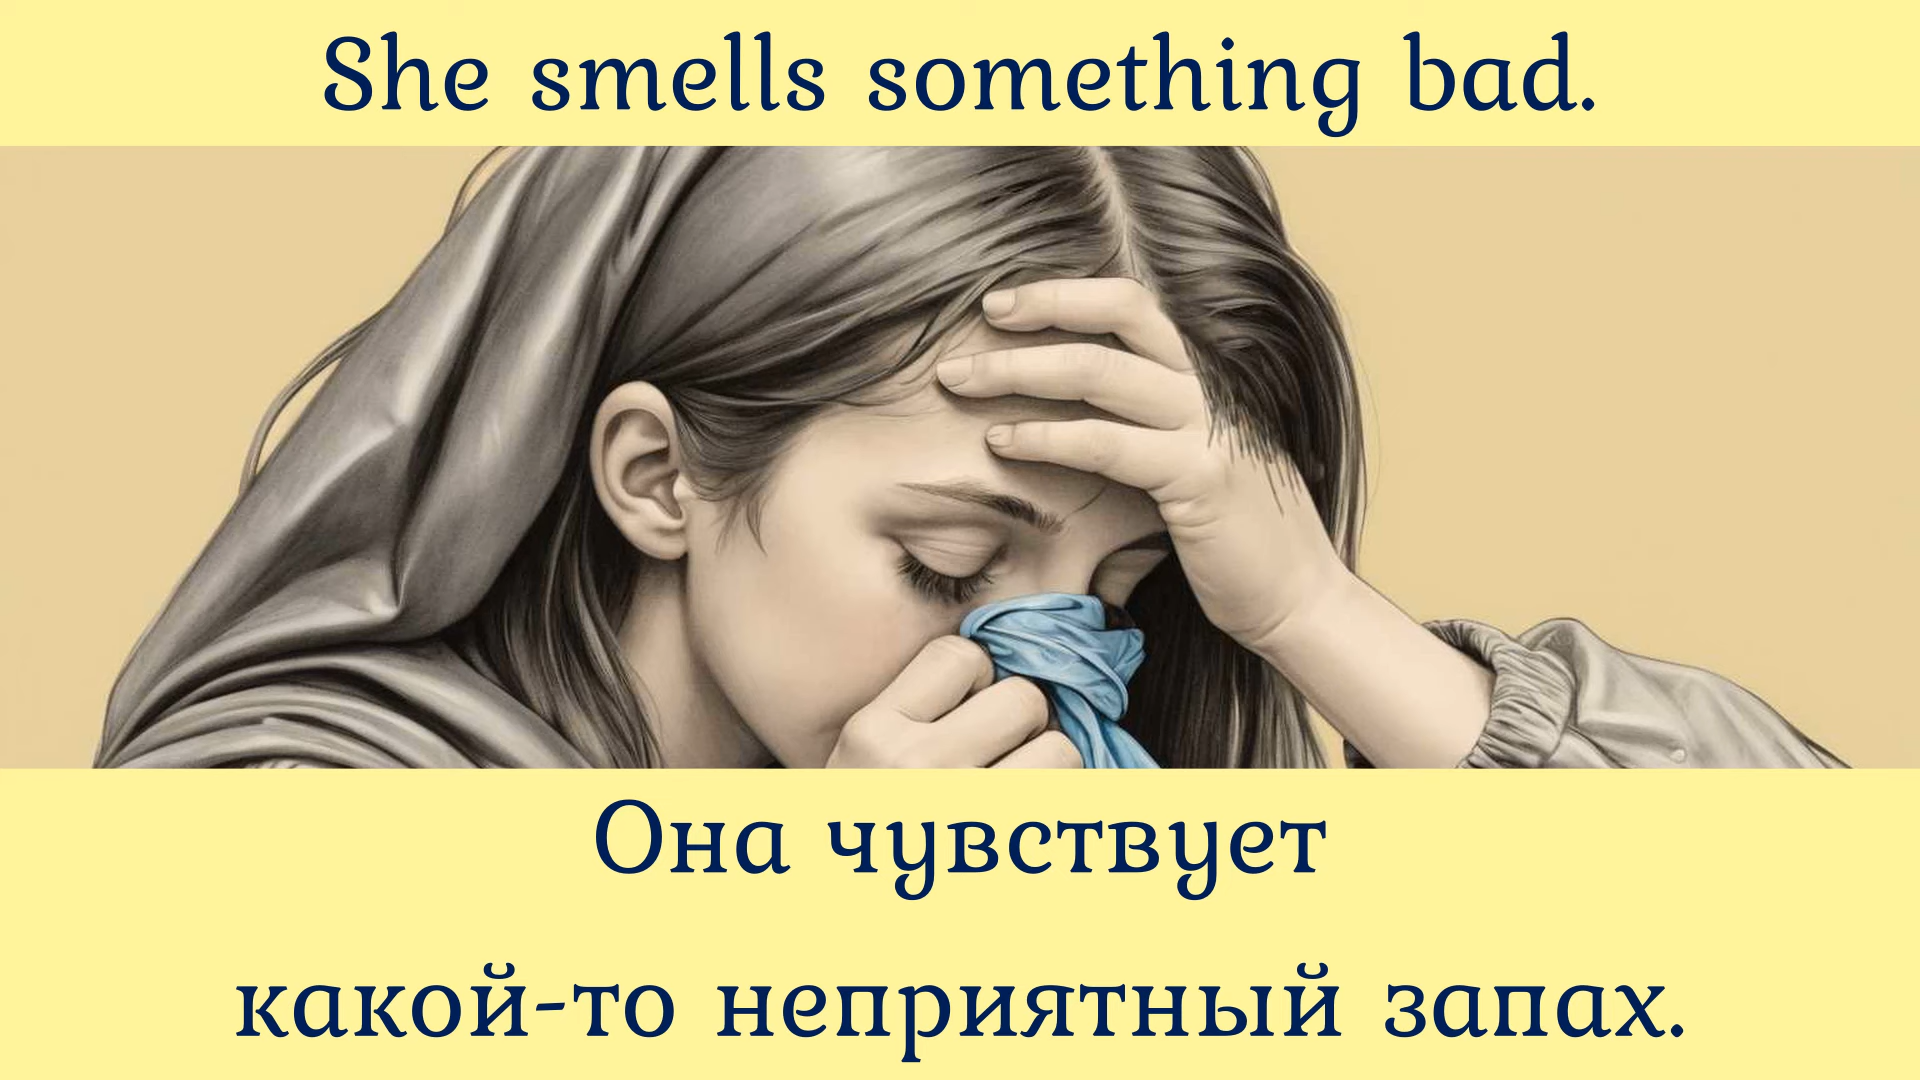 She smells something bad.
Она чувствует
какой-то неприятный запах.